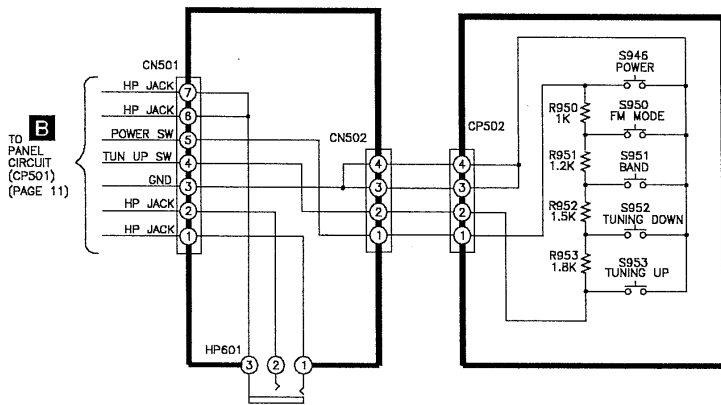 CN501
HP JACK 7
HP JACK 6
POWER SW 5
TUN UP SW 4
GND 3
HP JACK 2
HP JACK 1
TO B
PANEL
CIRCUIT
(CP501)
(PAGE 11)
HP601
3 2 1
CN502
4
3
2
1
CP502
4
3
2
1
S946
POWER
R950
1K
S950
FM MODE
R951
1.2K
S951
BAND
R952
1.5K
S952
TUNING DOWN
R953
1.8K
S953
TUNING UP